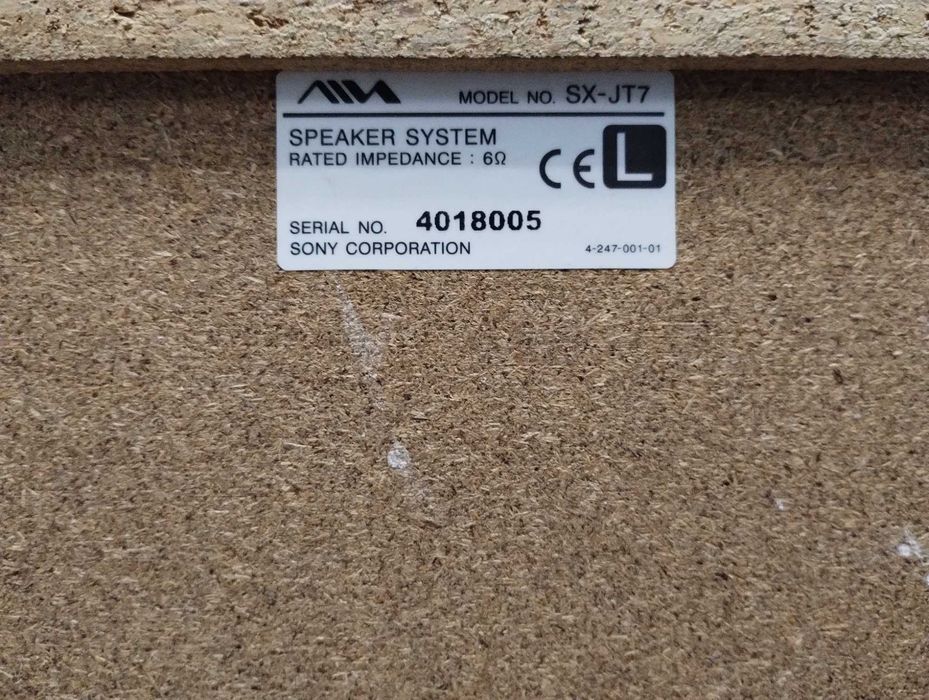 AIWA
MODEL NO. SX-JT7
SPEAKER SYSTEM
RATED IMPEDANCE : 6Ω
CE L
SERIAL NO. 4018005
SONY CORPORATION 4-247-001-01